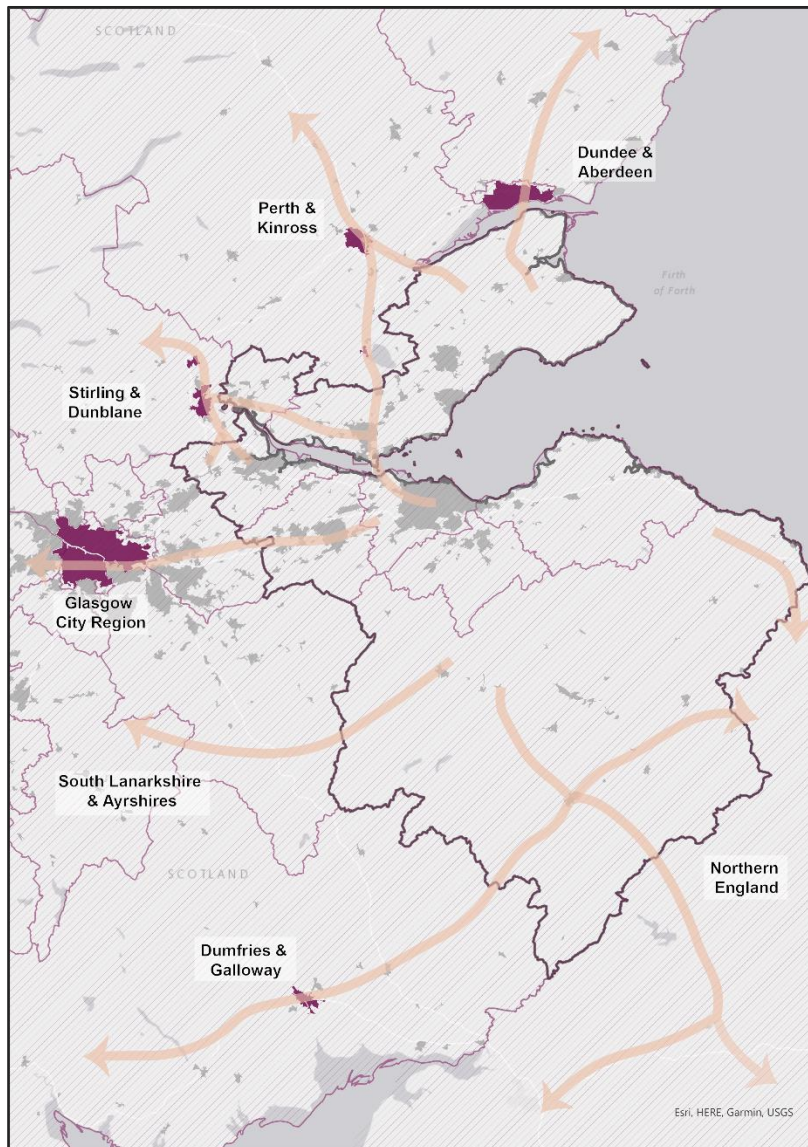 SCOTLAND
Dundee &
Aberdeen
Perth &
Kinross
Firth
of Forth
Stirling &
Dunblane
Glasgow
City Region
South Lanarkshire
& Ayrshires
SCOTLAND
Northern
England
Dumfries &
Galloway
Esri, HERE, Garmin, USGS